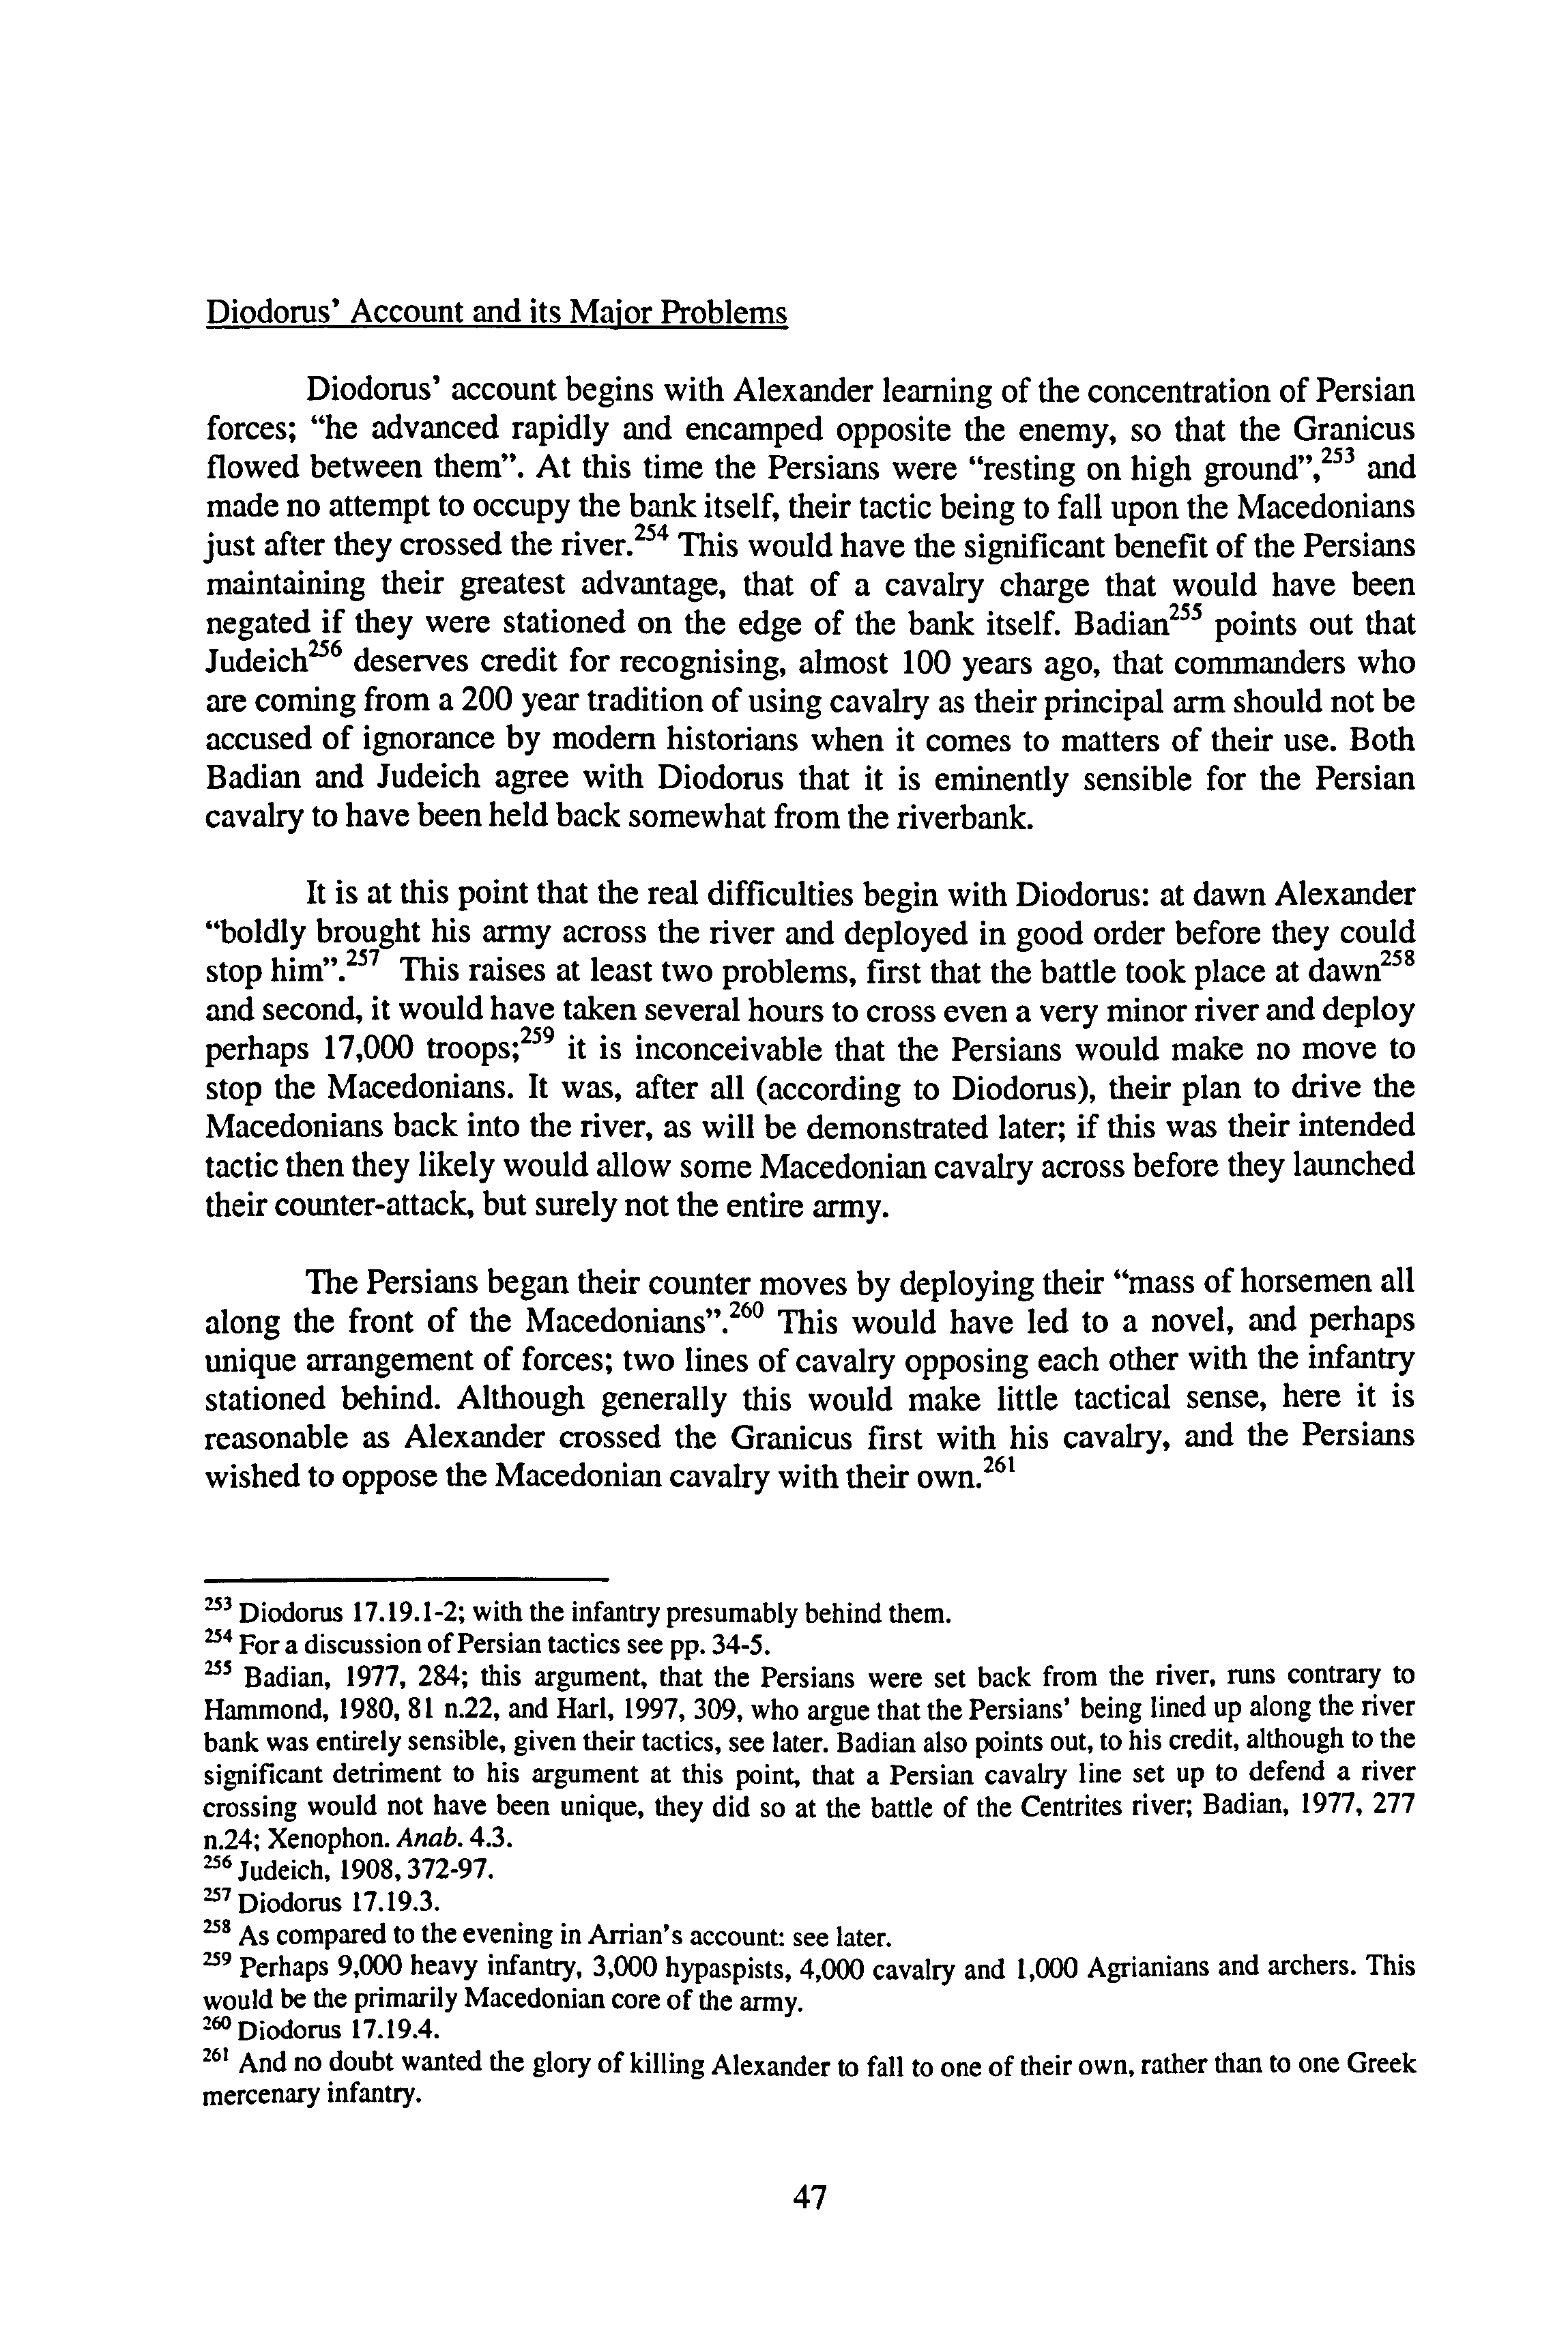 Diodorus’ Account and its Major Problems
Diodorus’ account begins with Alexander learning of the concentration of Persian
forces; “he advanced rapidly and encamped opposite the enemy, so that the Granicus
flowed between them”. At this time the Persians were “resting on high ground”,²⁵³ and
made no attempt to occupy the bank itself, their tactic being to fall upon the Macedonians
just after they crossed the river.²⁵⁴ This would have the significant benefit of the Persians
maintaining their greatest advantage, that of a cavalry charge that would have been
negated if they were stationed on the edge of the bank itself. Badian²⁵⁵ points out that
Judeich²⁵⁶ deserves credit for recognising, almost 100 years ago, that commanders who
are coming from a 200 year tradition of using cavalry as their principal arm should not be
accused of ignorance by modern historians when it comes to matters of their use. Both
Badian and Judeich agree with Diodorus that it is eminently sensible for the Persian
cavalry to have been held back somewhat from the riverbank.
It is at this point that the real difficulties begin with Diodorus: at dawn Alexander
“boldly brought his army across the river and deployed in good order before they could
stop him”.²⁵⁷ This raises at least two problems, first that the battle took place at dawn²⁵⁸
and second, it would have taken several hours to cross even a very minor river and deploy
perhaps 17,000 troops;²⁵⁹ it is inconceivable that the Persians would make no move to
stop the Macedonians. It was, after all (according to Diodorus), their plan to drive the
Macedonians back into the river, as will be demonstrated later; if this was their intended
tactic then they likely would allow some Macedonian cavalry across before they launched
their counter-attack, but surely not the entire army.
The Persians began their counter moves by deploying their “mass of horsemen all
along the front of the Macedonians”.²⁶⁰ This would have led to a novel, and perhaps
unique arrangement of forces; two lines of cavalry opposing each other with the infantry
stationed behind. Although generally this would make little tactical sense, here it is
reasonable as Alexander crossed the Granicus first with his cavalry, and the Persians
wished to oppose the Macedonian cavalry with their own.²⁶¹
²⁵³ Diodorus 17.19.1-2; with the infantry presumably behind them.
²⁵⁴ For a discussion of Persian tactics see pp. 34-5.
²⁵⁵ Badian, 1977, 284; this argument, that the Persians were set back from the river, runs contrary to
Hammond, 1980, 81 n.22, and Harl, 1997, 309, who argue that the Persians’ being lined up along the river
bank was entirely sensible, given their tactics, see later. Badian also points out, to his credit, although to the
significant detriment to his argument at this point, that a Persian cavalry line set up to defend a river
crossing would not have been unique, they did so at the battle of the Centrites river; Badian, 1977, 277
n.24; Xenophon. Anab. 4.3.
²⁵⁶ Judeich, 1908, 372-97.
²⁵⁷ Diodorus 17.19.3.
²⁵⁸ As compared to the evening in Arrian’s account: see later.
²⁵⁹ Perhaps 9,000 heavy infantry, 3,000 hypaspists, 4,000 cavalry and 1,000 Agrianians and archers. This
would be the primarily Macedonian core of the army.
²⁶⁰ Diodorus 17.19.4.
²⁶¹ And no doubt wanted the glory of killing Alexander to fall to one of their own, rather than to one Greek
mercenary infantry.
47